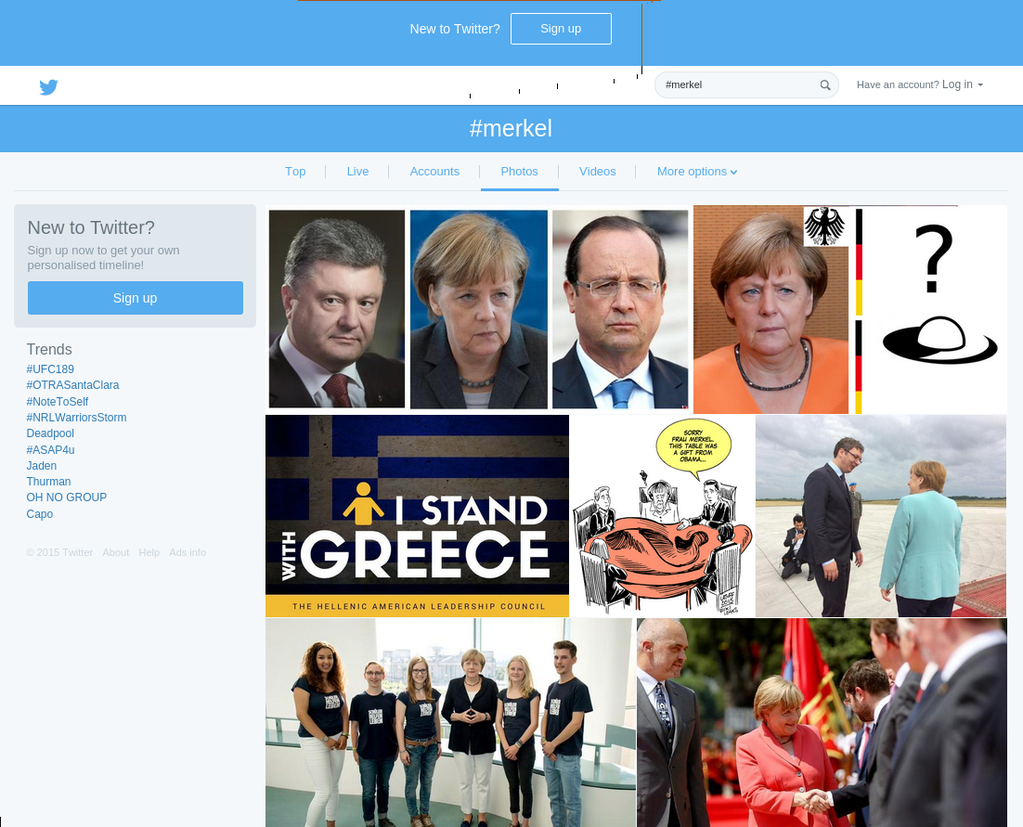 New to Twitter?
Sign up
#merkel
Have an account? Log in
#merkel
Top
Live
Accounts
Photos
Videos
More options
New to Twitter?
Sign up now to get your own
personalised timeline!
Sign up
Trends
#UFC189
#OTRASantaClara
#NoteToSelf
#NRLWarriorsStorm
Deadpool
#ASAP4u
Jaden
Thurman
OH NO GROUP
Capo
© 2015 Twitter About Help Ads info
?
I STAND
WITH
GREECE
THE HELLENIC AMERICAN LEADERSHIP COUNCIL
SORRY
FRAU MERKEL,
THIS TABLE WAS
A GIFT FROM
OBAMA...
SCHÜLER
HELFEN
LEBEN